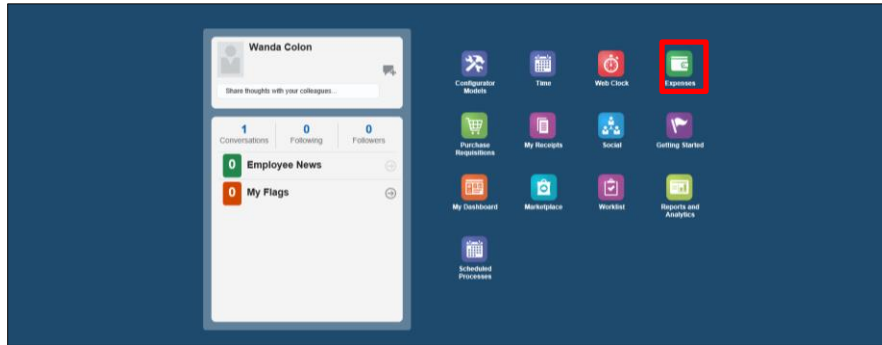 Wanda Colon
Share thoughts with your colleagues...
1 0 0
Conversations Following Followers
0 Employee News
0 My Flags
Configurator Models
Time
Web Clock
Expenses
Purchase Requisitions
My Receipts
Social
Getting Started
My Dashboard
Marketplace
Worklist
Reports and Analytics
Scheduled Processes